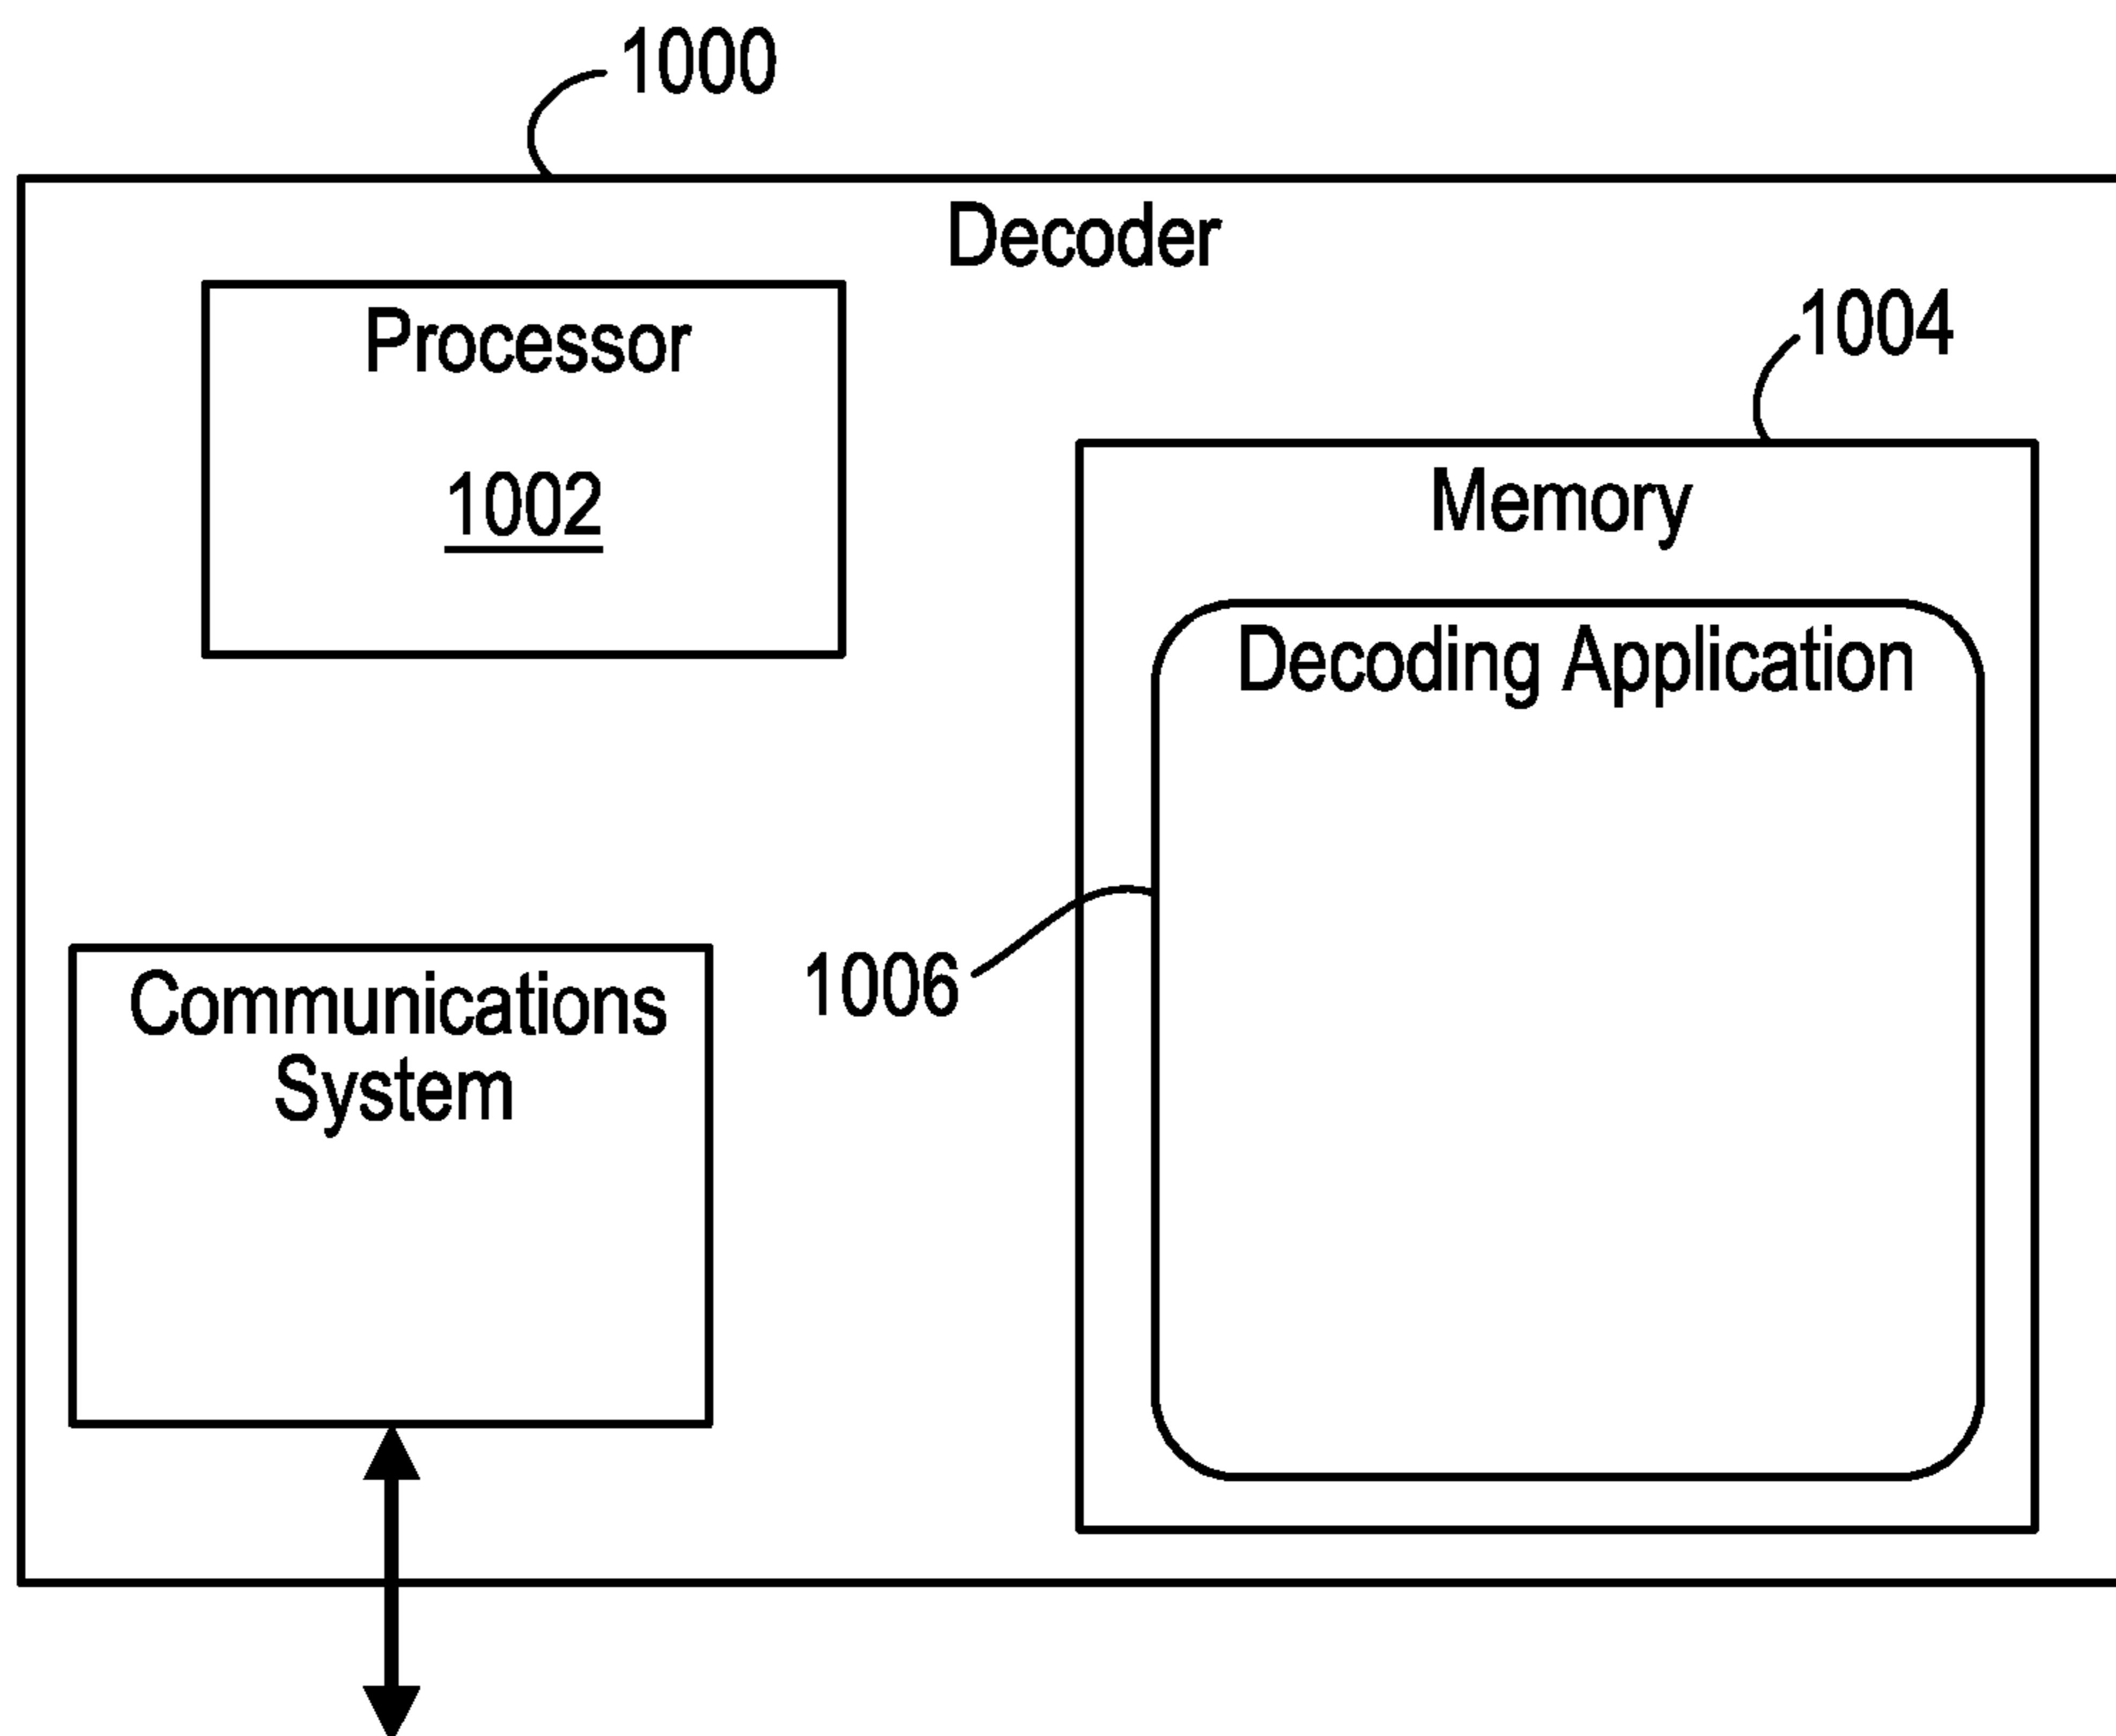 1000
Decoder
Processor
1002
1004
Memory
Decoding Application
1006
Communications
System